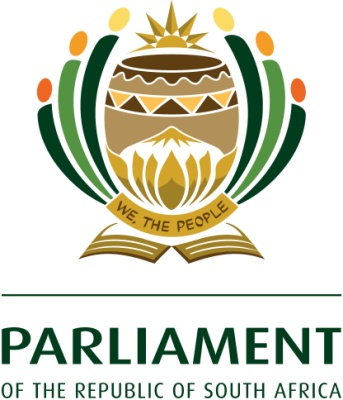 WE, THE PEOPLE
PARLIAMENT
OF THE REPUBLIC OF SOUTH AFRICA